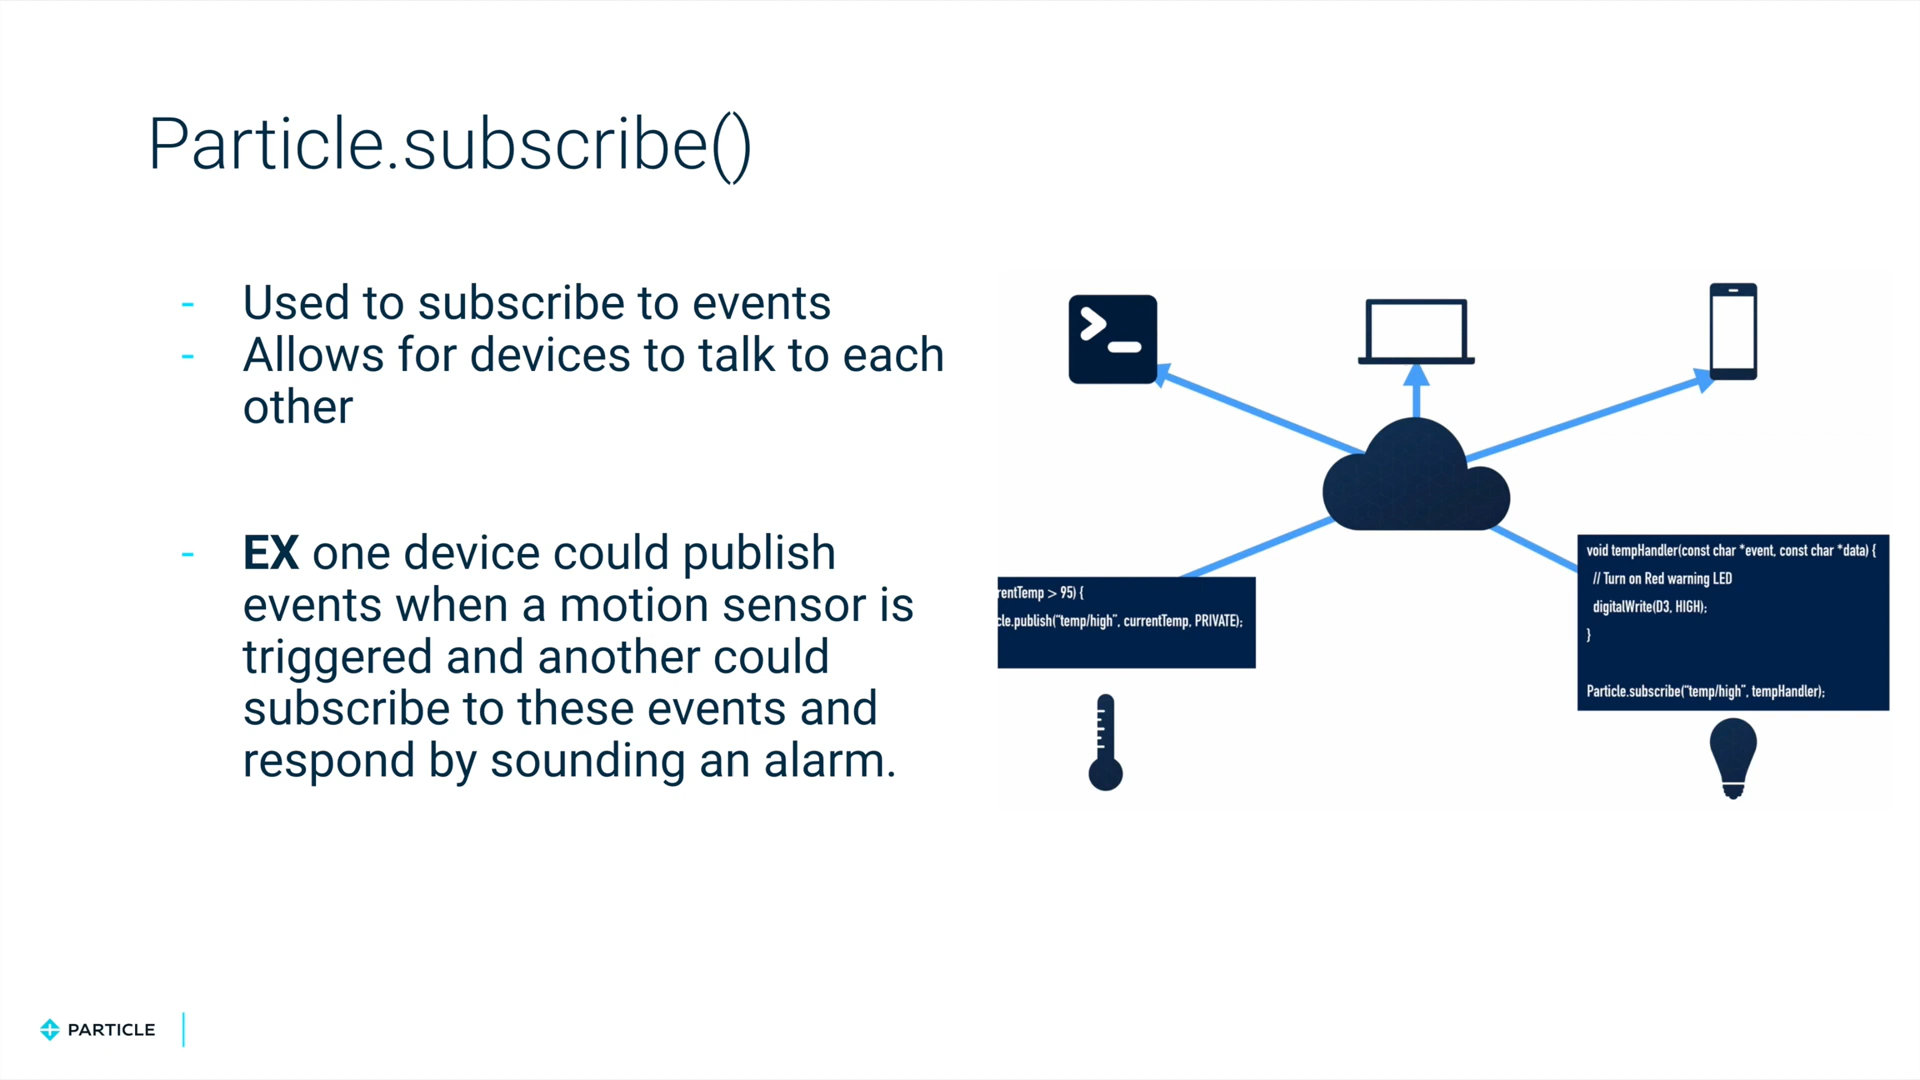 Particle.subscribe()
- Used to subscribe to events
- Allows for devices to talk to each
other
- EX one device could publish
events when a motion sensor is
triggered and another could
subscribe to these events and
respond by sounding an alarm.
rentTemp > 95) {
cle.publish("temp/high", currentTemp, PRIVATE);
void tempHandler(const char *event, const char *data) {
// Turn on Red warning LED
digitalWrite(D3, HIGH);
}
Particle.subscribe("temp/high", tempHandler);
PARTICLE